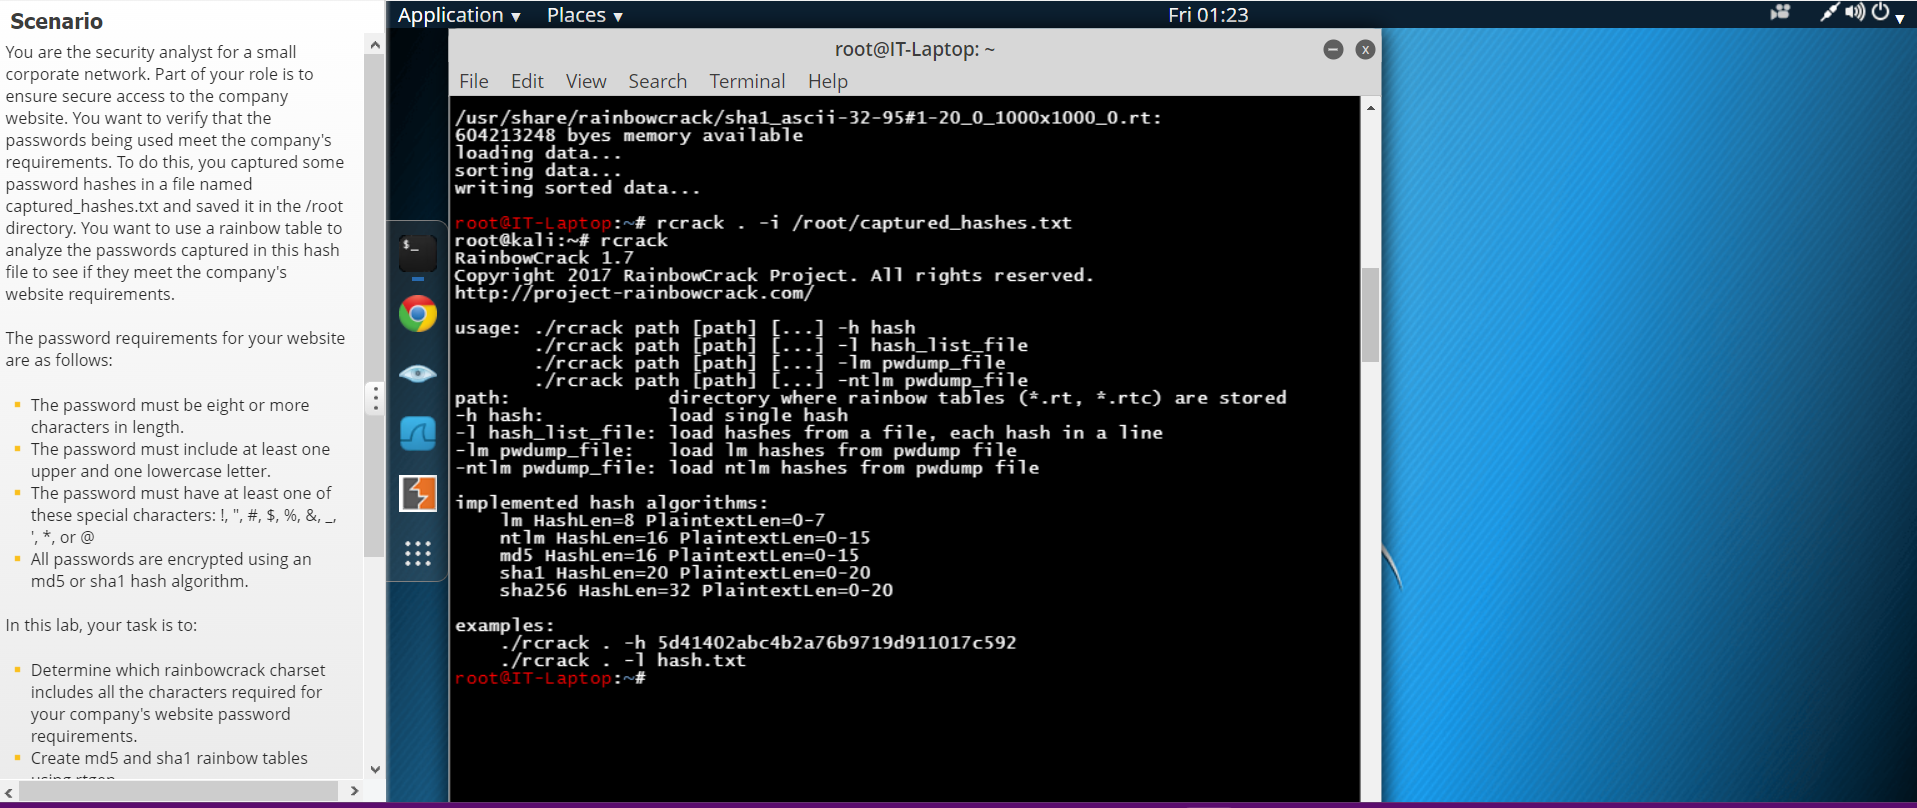 Scenario
You are the security analyst for a small
corporate network. Part of your role is to
ensure secure access to the company
website. You want to verify that the
passwords being used meet the company's
requirements. To do this, you captured some
password hashes in a file named
captured_hashes.txt and saved it in the /root
directory. You want to use a rainbow table to
analyze the passwords captured in this hash
file to see if they meet the company's
website requirements.
The password requirements for your website
are as follows:
The password must be eight or more
characters in length.
The password must include at least one
upper and one lowercase letter.
The password must have at least one of
these special characters: !, ", #, $, %, &, _,
', *, or @
All passwords are encrypted using an
md5 or sha1 hash algorithm.
In this lab, your task is to:
Determine which rainbowcrack charset
includes all the characters required for
your company's website password
requirements.
Create md5 and sha1 rainbow tables
using rtgen
Application ▾ Places ▾ Fri 01:23
root@IT-Laptop: ~
File Edit View Search Terminal Help
/usr/share/rainbowcrack/sha1_ascii-32-95#1-20_0_1000x1000_0.rt:
604213248 byes memory available
loading data...
sorting data...
writing sorted data...
root@IT-Laptop:~# rcrack . -i /root/captured_hashes.txt
root@kali:~# rcrack
RainbowCrack 1.7
Copyright 2017 RainbowCrack Project. All rights reserved.
http://project-rainbowcrack.com/
usage: ./rcrack path [path] [...] -h hash
./rcrack path [path] [...] -l hash_list_file
./rcrack path [path] [...] -lm pwdump_file
./rcrack path [path] [...] -ntlm pwdump_file
path: directory where rainbow tables (*.rt, *.rtc) are stored
-h hash: load single hash
-l hash_list_file: load hashes from a file, each hash in a line
-lm pwdump_file: load lm hashes from pwdump file
-ntlm pwdump_file: load ntlm hashes from pwdump file
implemented hash algorithms:
lm HashLen=8 PlaintextLen=0-7
ntlm HashLen=16 PlaintextLen=0-15
md5 HashLen=16 PlaintextLen=0-15
sha1 HashLen=20 PlaintextLen=0-20
sha256 HashLen=32 PlaintextLen=0-20
examples:
./rcrack . -h 5d41402abc4b2a76b9719d911017c592
./rcrack . -l hash.txt
root@IT-Laptop:~#